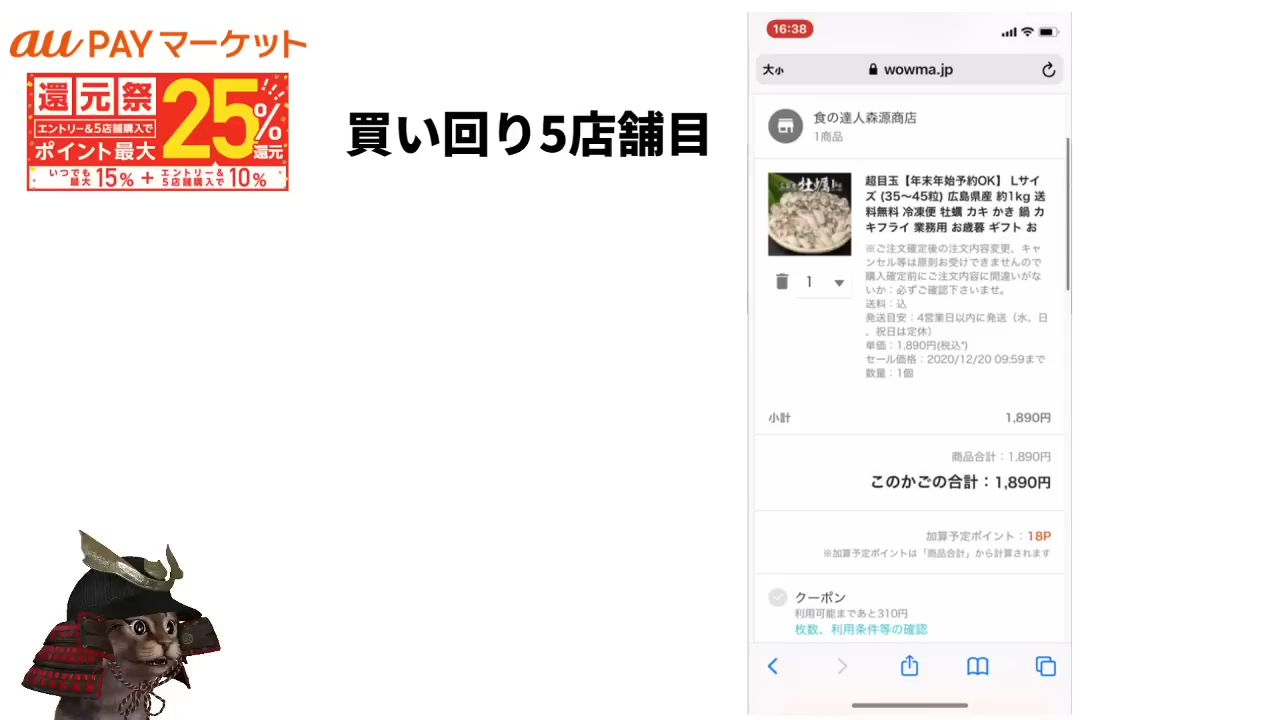 au PAY マーケット
還元祭
エントリー&5店舗購入で
ポイント最大
25%
還元
いつでも
最大 15% + エントリー&
5店舗購入で 10%
買い回り5店舗目
16:38
大小
wowma.jp
食の達人森源商店
1商品
牡蠣1kg
超目玉【年末年始予約OK】 Lサイ
ズ (35〜45粒) 広島県産 約1kg 送
料無料 冷凍便 牡蠣 カキ かき 鍋 カ
キフライ 業務用 お歳暮 ギフト お
※ご注文確定後の注文内容変更、キャ
ンセル等は原則お受けできませんので
購入確定前にご注文内容に間違いがな
いか:必ずご確認下さいませ。
送料:込
発送目安:4営業日以内に発送(水、日
、祝日は定休)
単価:1,890円(税込*)
セール価格:2020/12/20 09:59まで
数量:1個
1
小計
1,890円
商品合計:1,890円
このかごの合計:1,890円
加算予定ポイント:18P
※加算予定ポイントは「商品合計」から計算されます
クーポン
利用可能まであと310円
枚数、利用条件等の確認